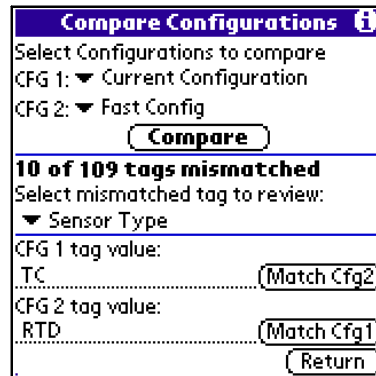 Compare Configurations i
Select Configurations to compare
CFG 1: Current Configuration
CFG 2: Fast Config
Compare
10 of 109 tags mismatched
Select mismatched tag to review:
Sensor Type
CFG 1 tag value:
TC Match Cfg2
CFG 2 tag value:
RTD Match Cfg1
Return